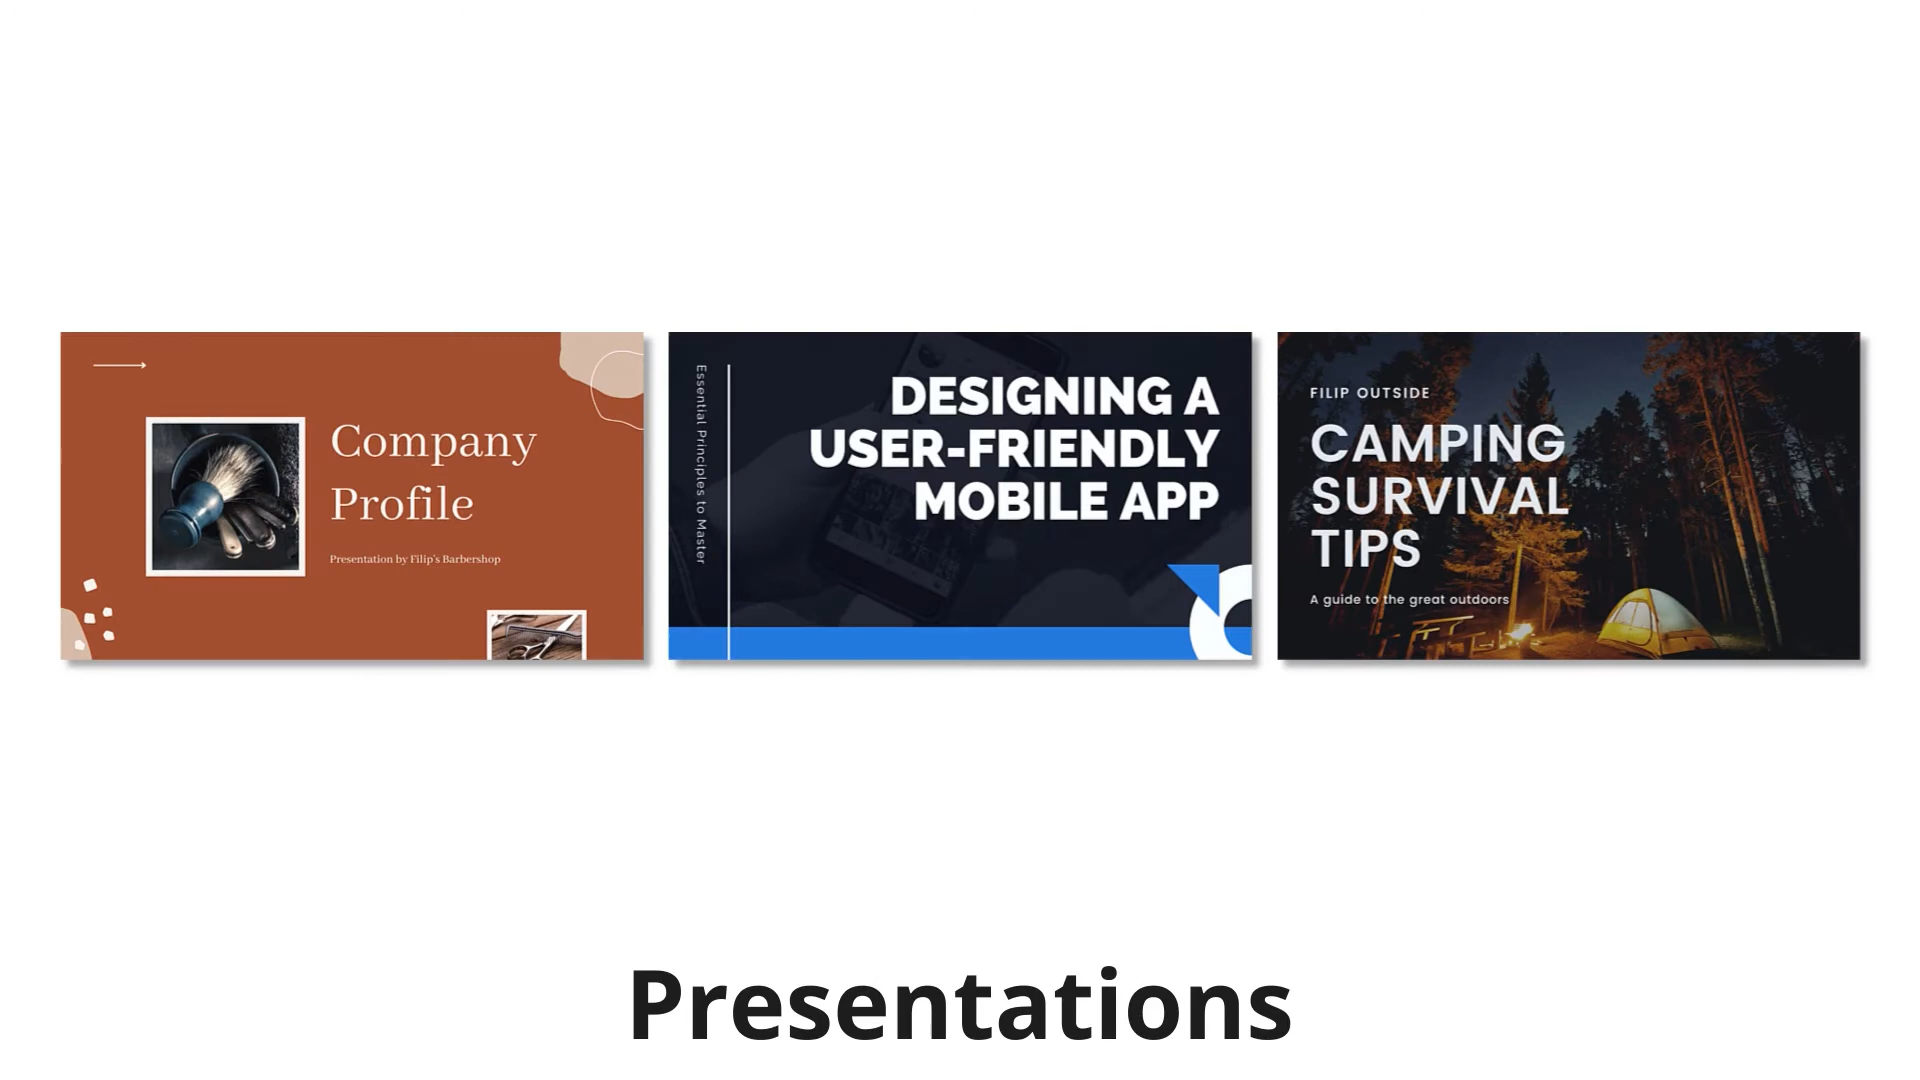 Company
Profile
Presentation by Filip's Barbershop
Essential Principles to Master
DESIGNING A
USER-FRIENDLY
MOBILE APP
FILIP OUTSIDE
CAMPING
SURVIVAL
TIPS
A guide to the great outdoors
Presentations